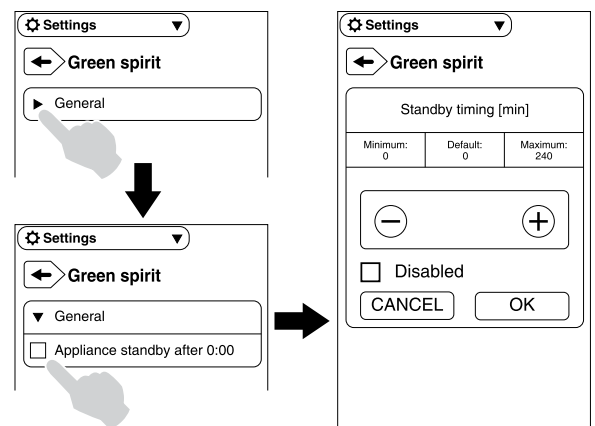 Settings
Green spirit
General
Settings
Green spirit
General
Appliance standby after 0:00
Settings
Green spirit
Standby timing [min]
Minimum:
0
Default:
0
Maximum:
240
Disabled
CANCEL
OK